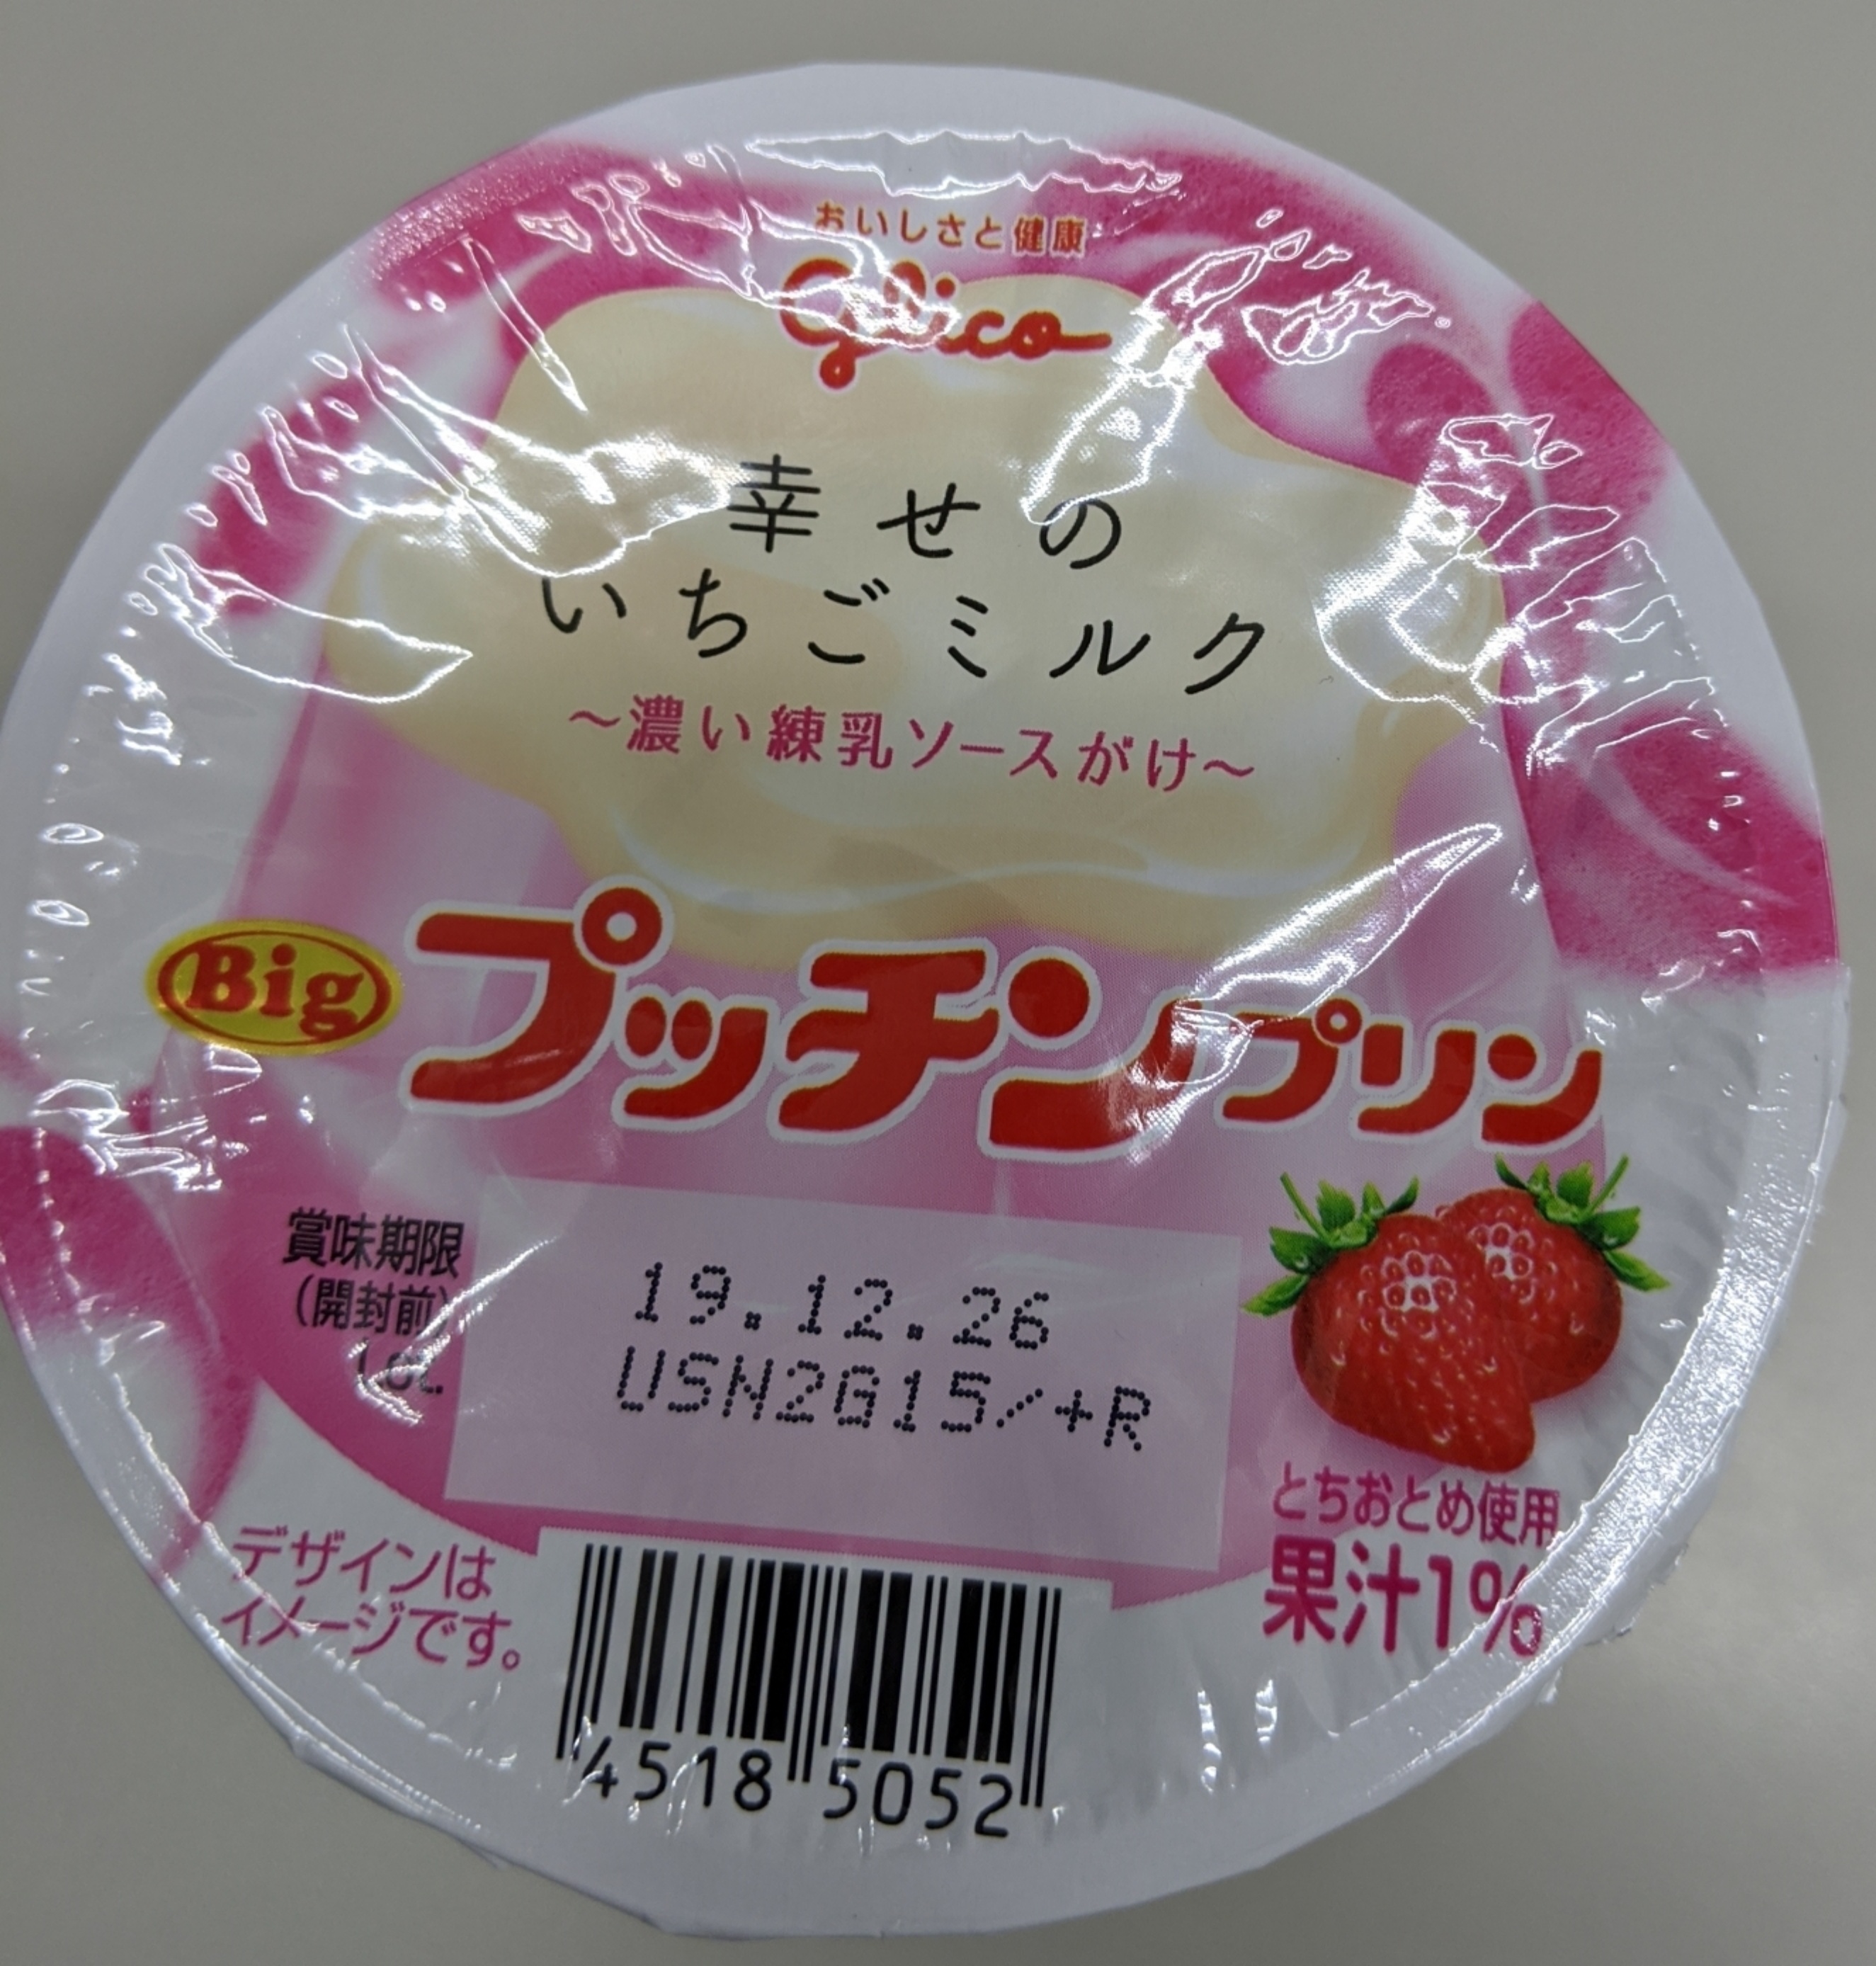 おいしさと健康
Glico
幸せの
いちごミルク
～濃い練乳ソースがけ～
Big プッチンプリン
賞味期限
(開封前)
Lot.
19.12.26
USN2G15/+R
とちおとめ使用
果汁1%
デザインは
イメージです。
4518 5052